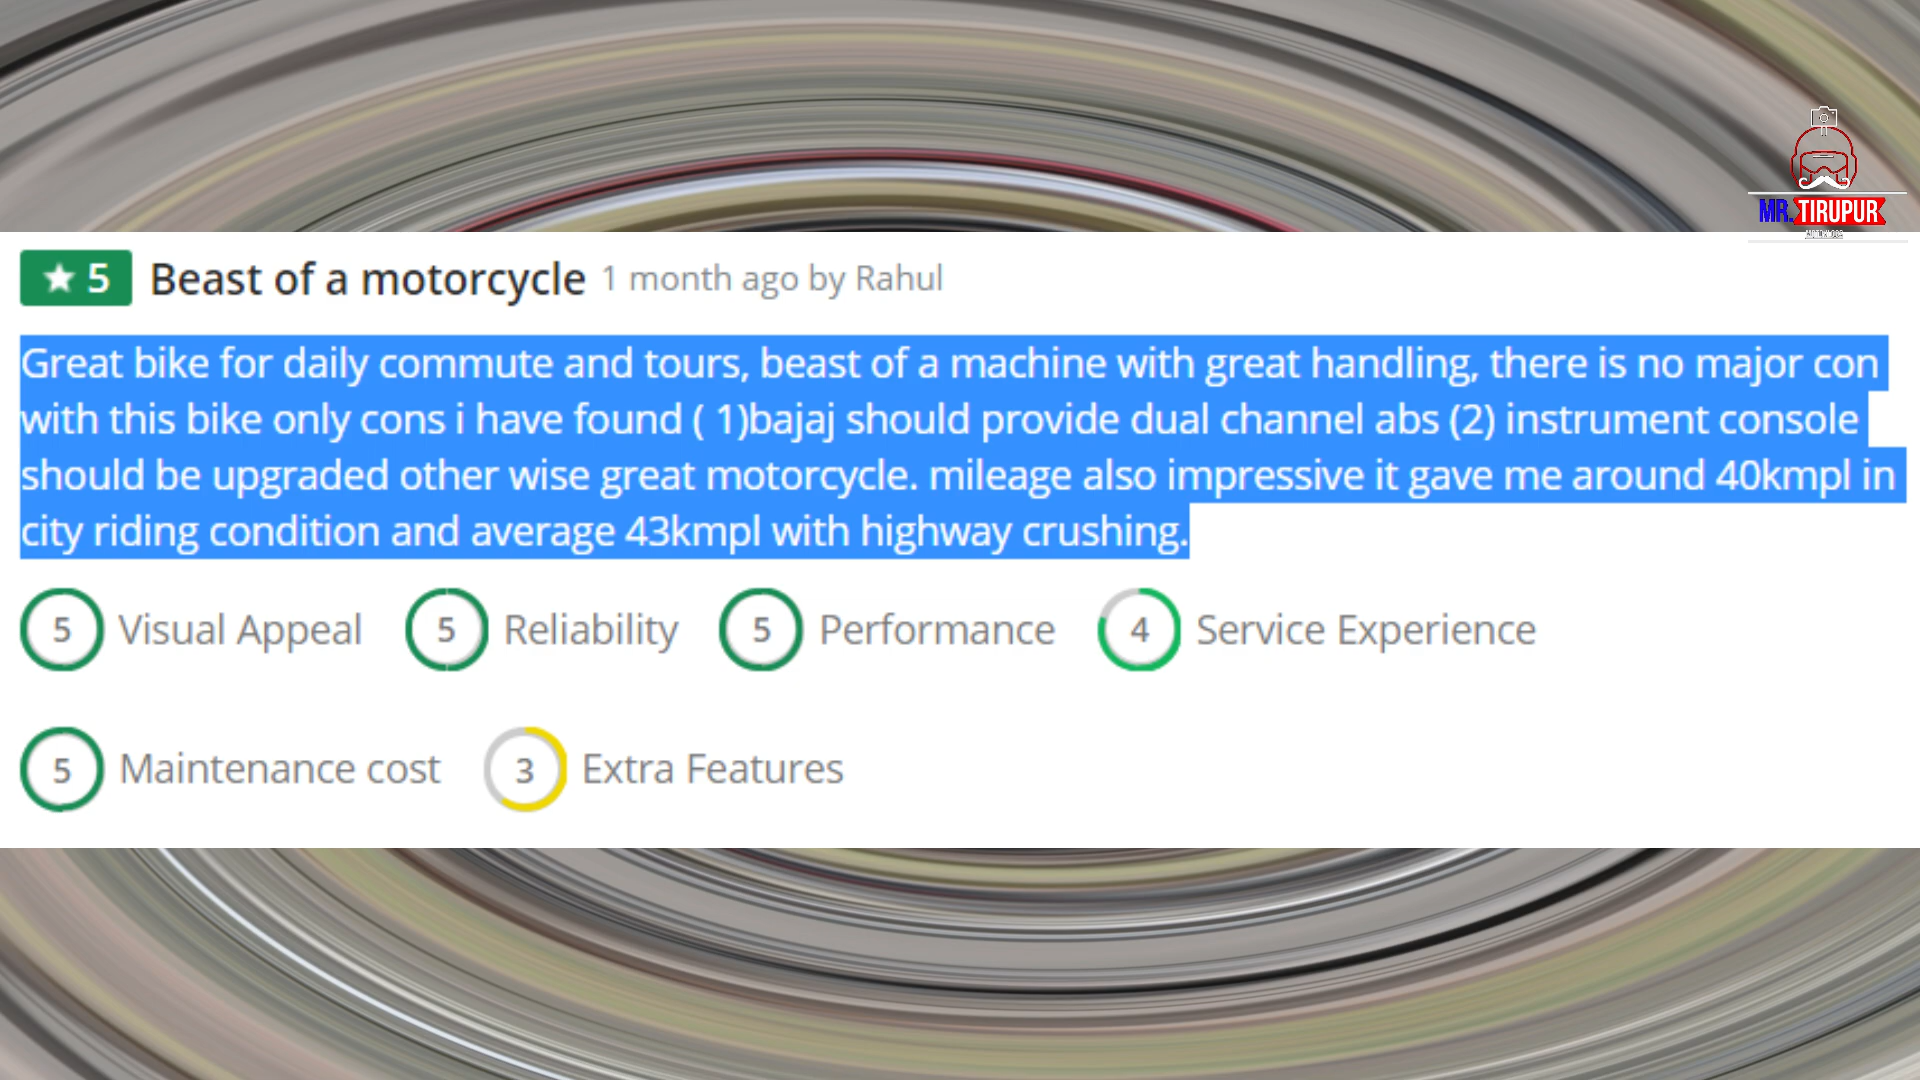 MR. TIRUPUR
★ 5 Beast of a motorcycle 1 month ago by Rahul
Great bike for daily commute and tours, beast of a machine with great handling, there is no major con
with this bike only cons i have found ( 1)bajaj should provide dual channel abs (2) instrument console
should be upgraded other wise great motorcycle. mileage also impressive it gave me around 40kmpl in
city riding condition and average 43kmpl with highway crushing.
5 Visual Appeal 5 Reliability 5 Performance 4 Service Experience
5 Maintenance cost 3 Extra Features